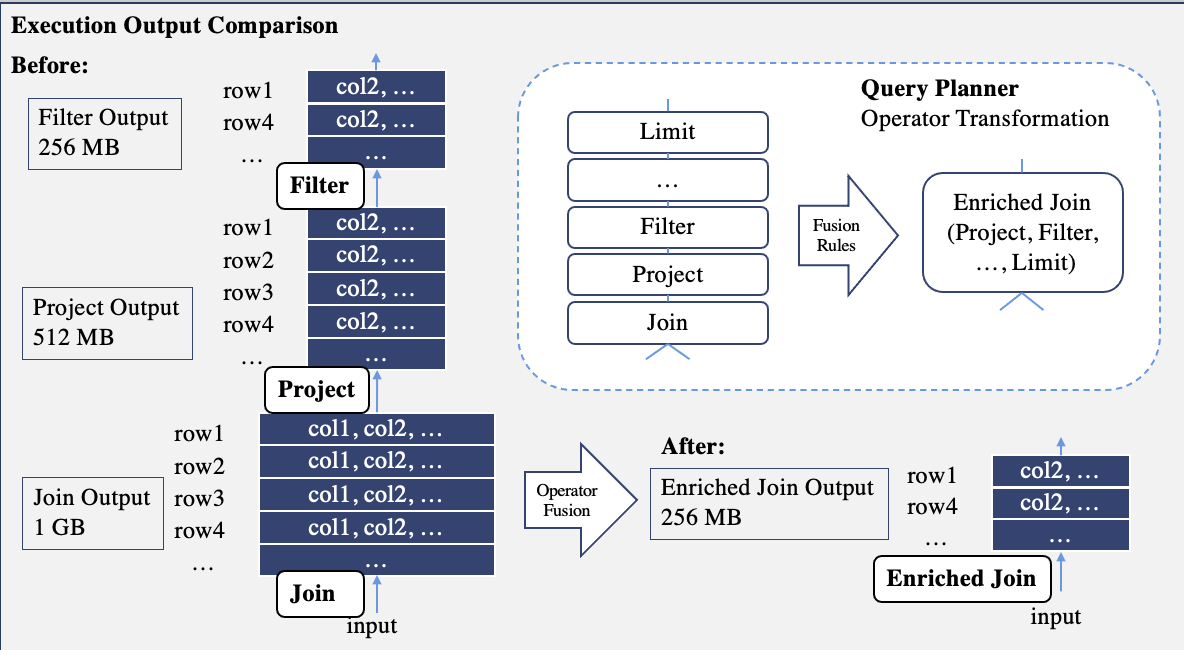 Execution Output Comparison
Before:
Filter Output
256 MB
row1
row4
...
col2, ...
col2, ...
...
Filter
Project Output
512 MB
row1
row2
row3
row4
...
col2, ...
col2, ...
col2, ...
col2, ...
...
Project
Join Output
1 GB
row1
row2
row3
row4
...
col1, col2, ...
col1, col2, ...
col1, col2, ...
col1, col2, ...
...
Join
input
Limit
...
Filter
Project
Join
Fusion
Rules
Query Planner
Operator Transformation
Enriched Join
(Project, Filter,
..., Limit)
Operator
Fusion
After:
Enriched Join Output
256 MB
row1
row4
...
col2, ...
col2, ...
...
Enriched Join
input